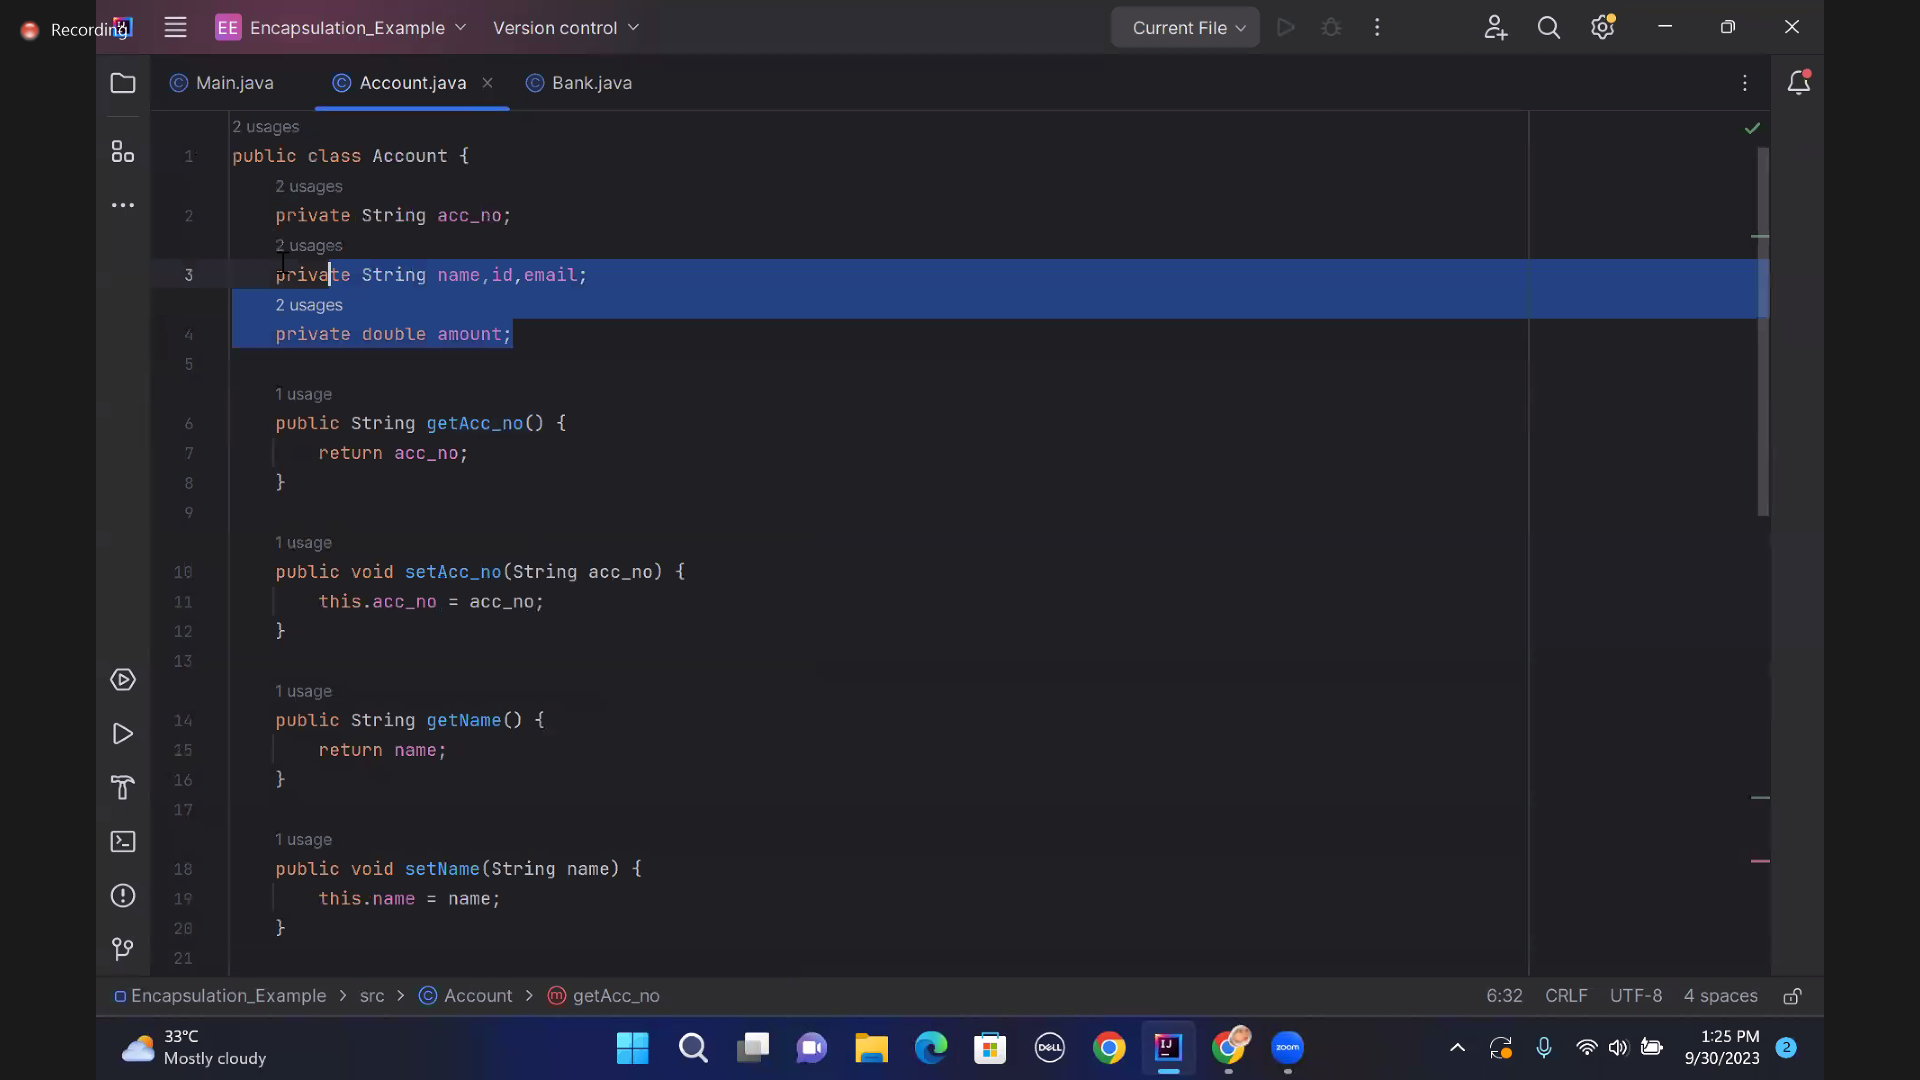 Recording
EE Encapsulation_Example Version control Current File
Main.java Account.java Bank.java
2 usages
1 public class Account {
2 usages
2 private String acc_no;
2 usages
3 private String name,id,email;
2 usages
4 private double amount;
5
1 usage
6 public String getAcc_no() {
7 return acc_no;
8 }
9
1 usage
10 public void setAcc_no(String acc_no) {
11 this.acc_no = acc_no;
12 }
13
1 usage
14 public String getName() {
15 return name;
16 }
17
1 usage
18 public void setName(String name) {
19 this.name = name;
20 }
21
Encapsulation_Example > src > Account > getAcc_no 6:32 CRLF UTF-8 4 spaces
33°C
Mostly cloudy
DELL
IJ
zoom
1:25 PM
9/30/2023
2